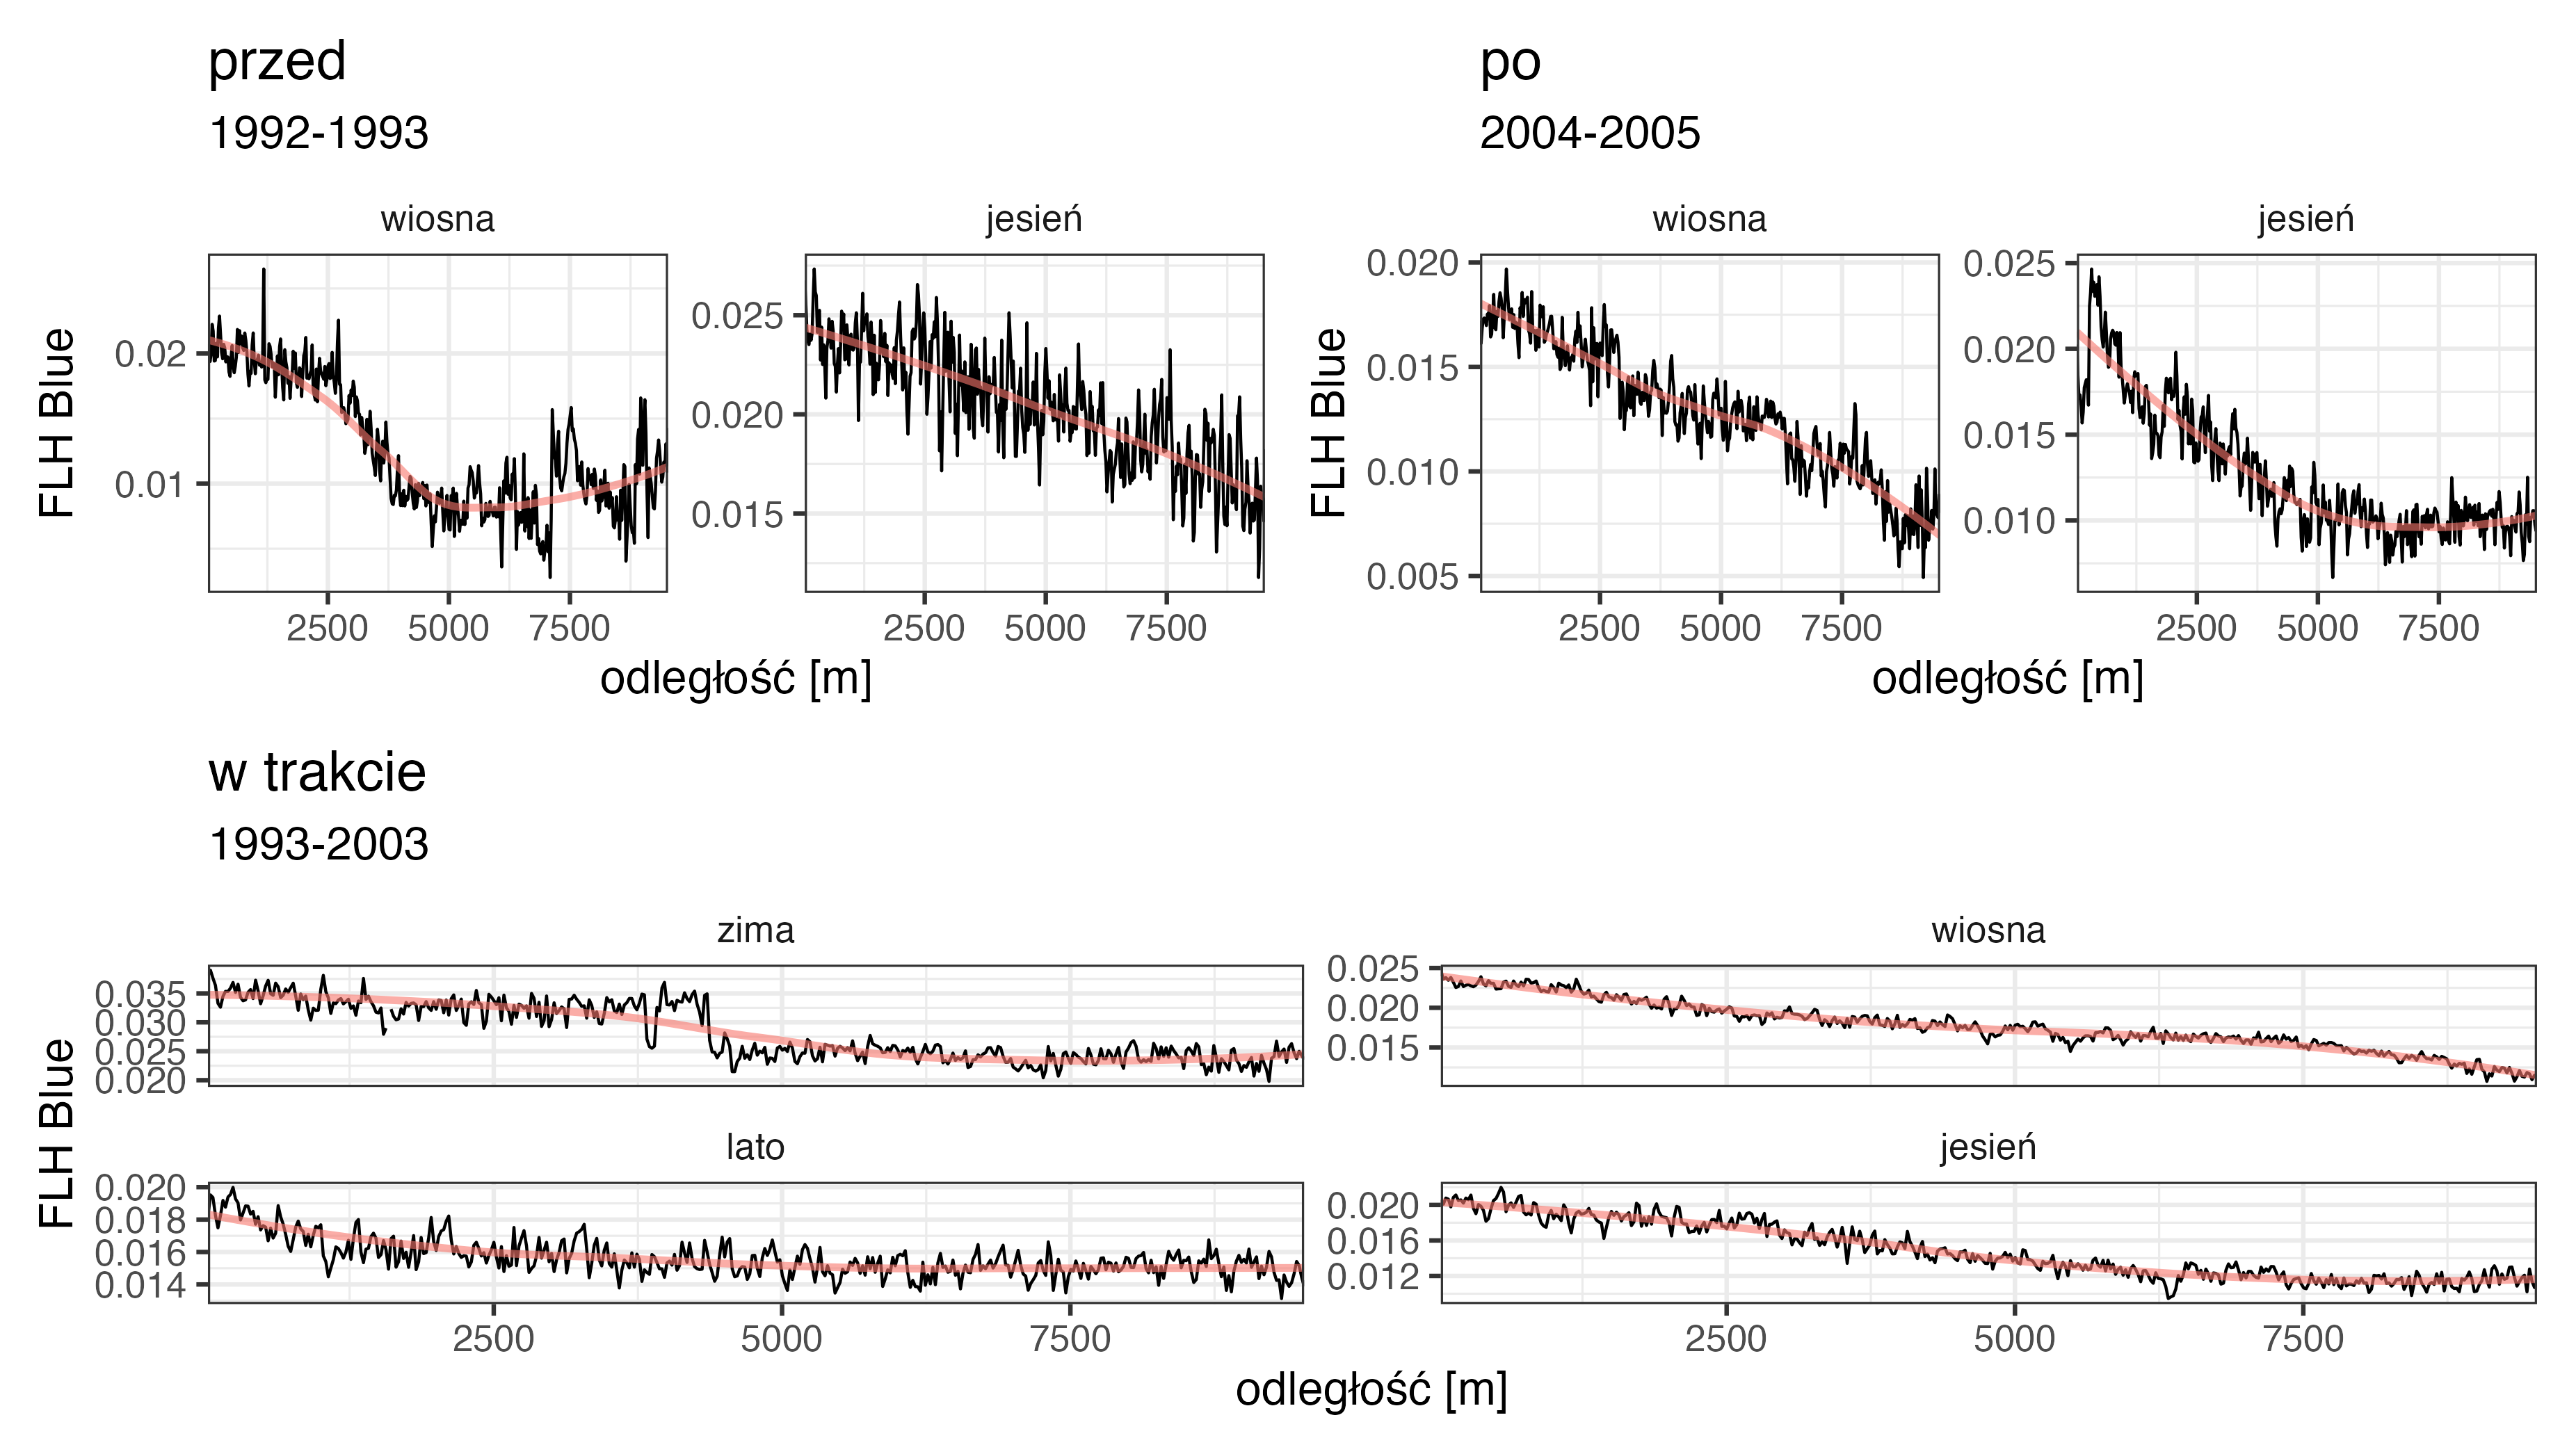 przed
1992-1993
wiosna
jesień
FLH Blue
0.02
0.01
0.025
0.020
0.015
2500 5000 7500
2500 5000 7500
odległość [m]
po
2004-2005
wiosna
jesień
FLH Blue
0.020
0.015
0.010
0.005
0.025
0.020
0.015
0.010
2500 5000 7500
2500 5000 7500
odległość [m]
w trakcie
1993-2003
zima
wiosna
FLH Blue
0.035
0.030
0.025
0.020
0.025
0.020
0.015
lato
jesień
0.020
0.018
0.016
0.014
0.020
0.016
0.012
2500 5000 7500
2500 5000 7500
odległość [m]